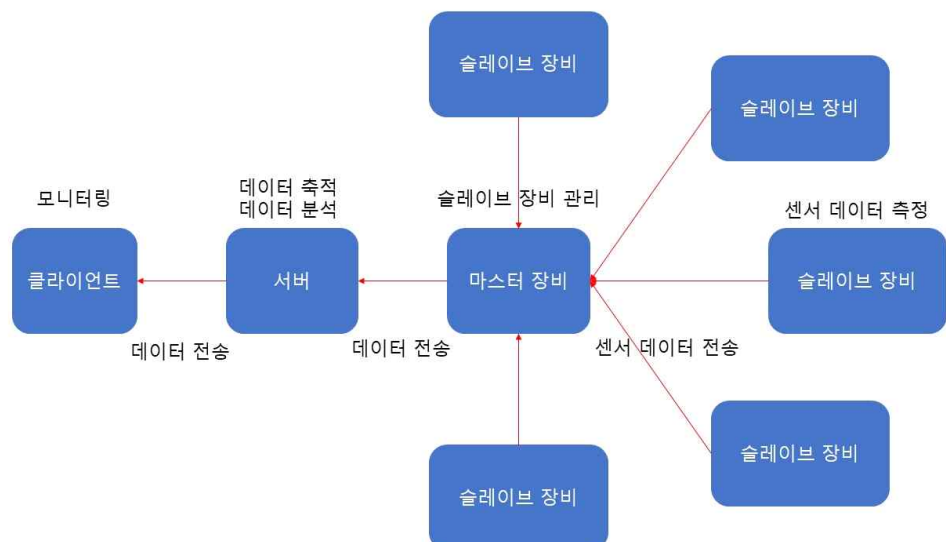 슬레이브 장비
슬레이브 장비
모니터링
데이터 축적
데이터 분석
슬레이브 장비 관리
센서 데이터 측정
클라이언트
서버
마스터 장비
슬레이브 장비
데이터 전송
데이터 전송
센서 데이터 전송
슬레이브 장비
슬레이브 장비